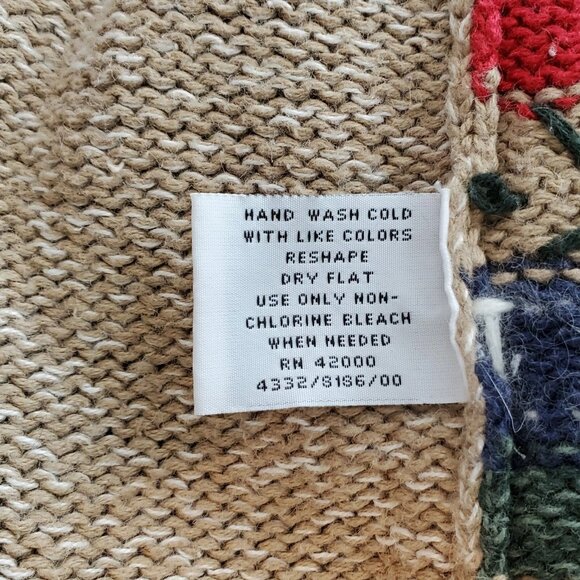 HAND WASH COLD
WITH LIKE COLORS
RESHAPE
DRY FLAT
USE ONLY NON-
CHLORINE BLEACH
WHEN NEEDED
RN 42000
4332/8186/00